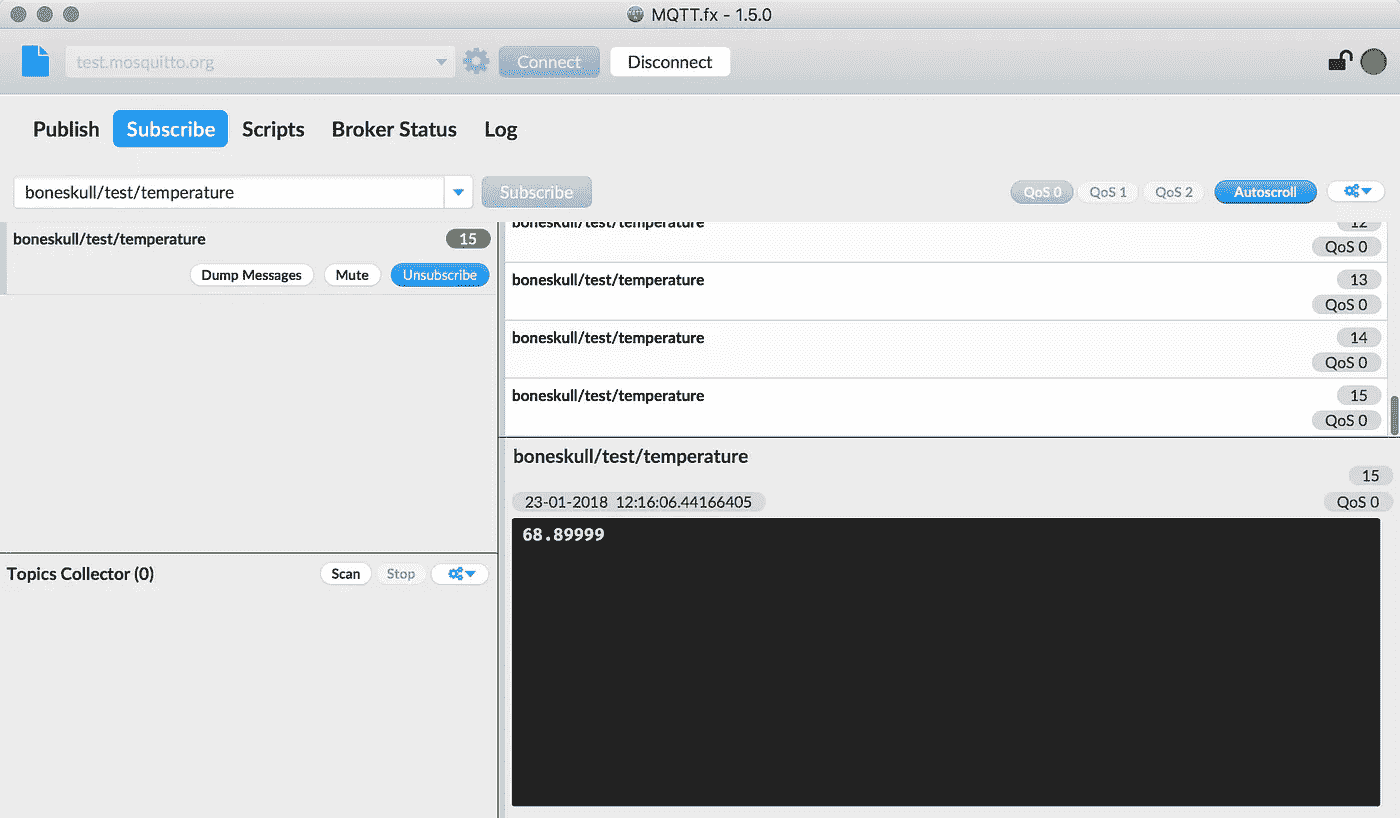 MQTT.fx - 1.5.0
test.mosquitto.org Connect Disconnect
Publish Subscribe Scripts Broker Status Log
boneskull/test/temperature Subscribe QoS 0 QoS 1 QoS 2 Autoscroll
boneskull/test/temperature 15
Dump Messages Mute Unsubscribe
boneskull/test/temperature 12
QoS 0
boneskull/test/temperature 13
QoS 0
boneskull/test/temperature 14
QoS 0
boneskull/test/temperature 15
QoS 0
boneskull/test/temperature
15
23-01-2018 12:16:06.44166405 QoS 0
68.89999
Topics Collector (0) Scan Stop